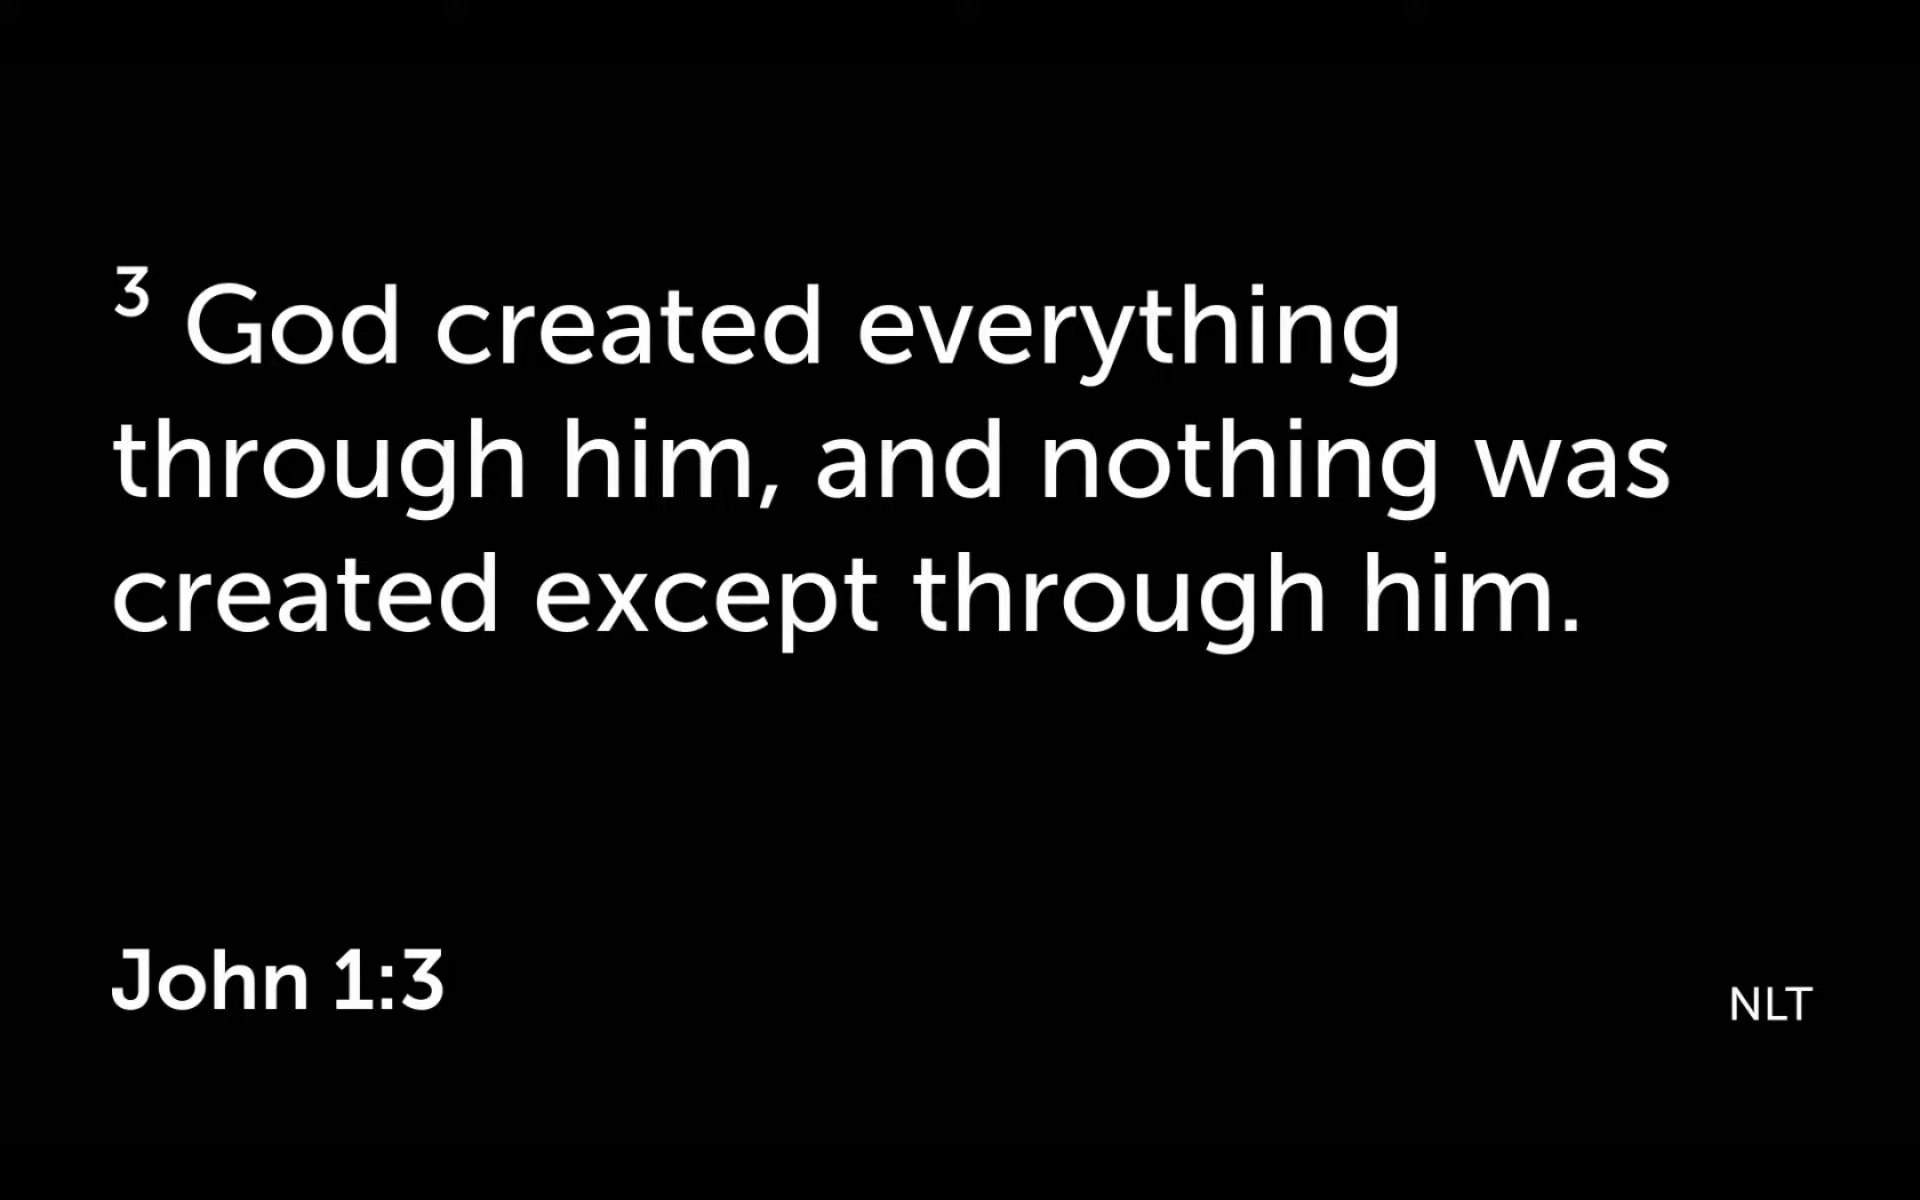 3 God created everything
through him, and nothing was
created except through him.
John 1:3
NLT